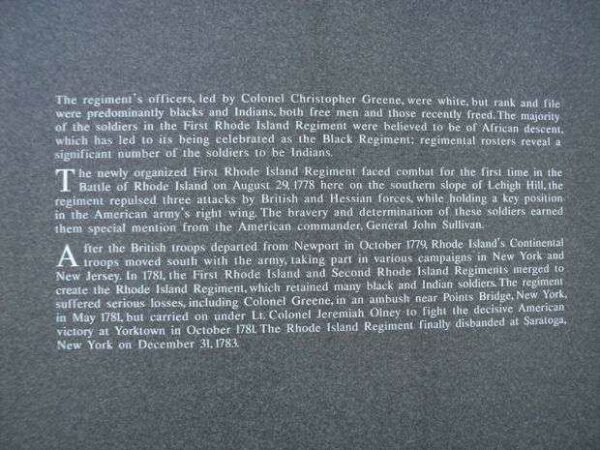 The regiment's officers, led by Colonel Christopher Greene, were white, but rank and file
were predominantly blacks and Indians, both free men and those recently freed. The majority
of the soldiers in the First Rhode Island Regiment were believed to be of African descent,
which has led to its being celebrated as the Black Regiment; regimental rosters reveal a
significant number of the soldiers to be Indians.
The newly organized First Rhode Island Regiment faced combat for the first time in the
Battle of Rhode Island on August 29, 1778 here on the southern slope of Lehigh Hill, the
regiment repulsed three attacks by British and Hessian forces, while holding a key position
in the American army's right wing. The bravery and determination of these soldiers earned
them special mention from the American commander, General John Sullivan.
After the British troops departed from Newport in October 1779, Rhode Island's Continental
troops moved south with the army, taking part in various campaigns in New York and
New Jersey. In 1781, the First Rhode Island and Second Rhode Island Regiments merged to
create the Rhode Island Regiment, which retained many black and Indian soldiers. The regiment
suffered serious losses, including Colonel Greene, in an ambush near Points Bridge, New York,
in May 1781, but carried on under Lt. Colonel Jeremiah Olney to fight the decisive American
victory at Yorktown in October 1781. The Rhode Island Regiment finally disbanded at Saratoga,
New York on December 31, 1783.